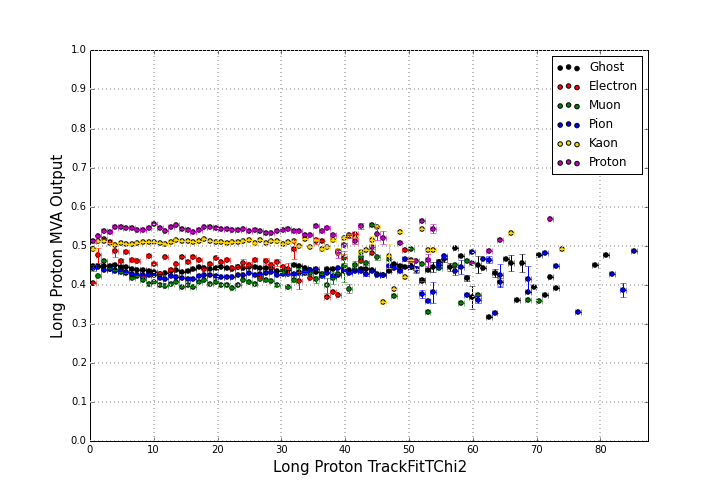 1.0
0.9
0.8
0.7
0.6
0.5
0.4
0.3
0.2
0.1
0.0
Long Proton MVA Output
Ghost
Electron
Muon
Pion
Kaon
Proton
0 10 20 30 40 50 60 70 80
Long Proton TrackFitTChi2